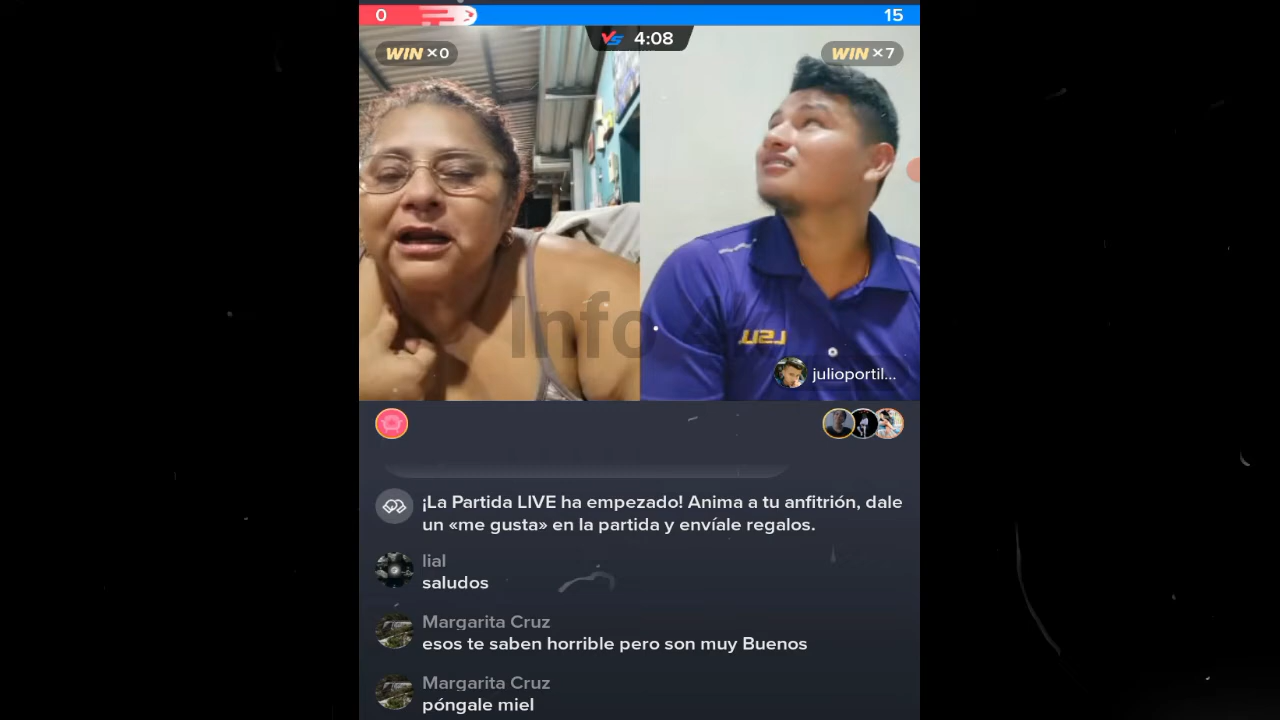 0
15
VS 4:08
WIN ×0
WIN ×7
Info
LSU
julioportil...
¡La Partida LIVE ha empezado! Anima a tu anfitrión, dale
un «me gusta» en la partida y envíale regalos.
lial
saludos
Margarita Cruz
esos te saben horrible pero son muy Buenos
Margarita Cruz
póngale miel